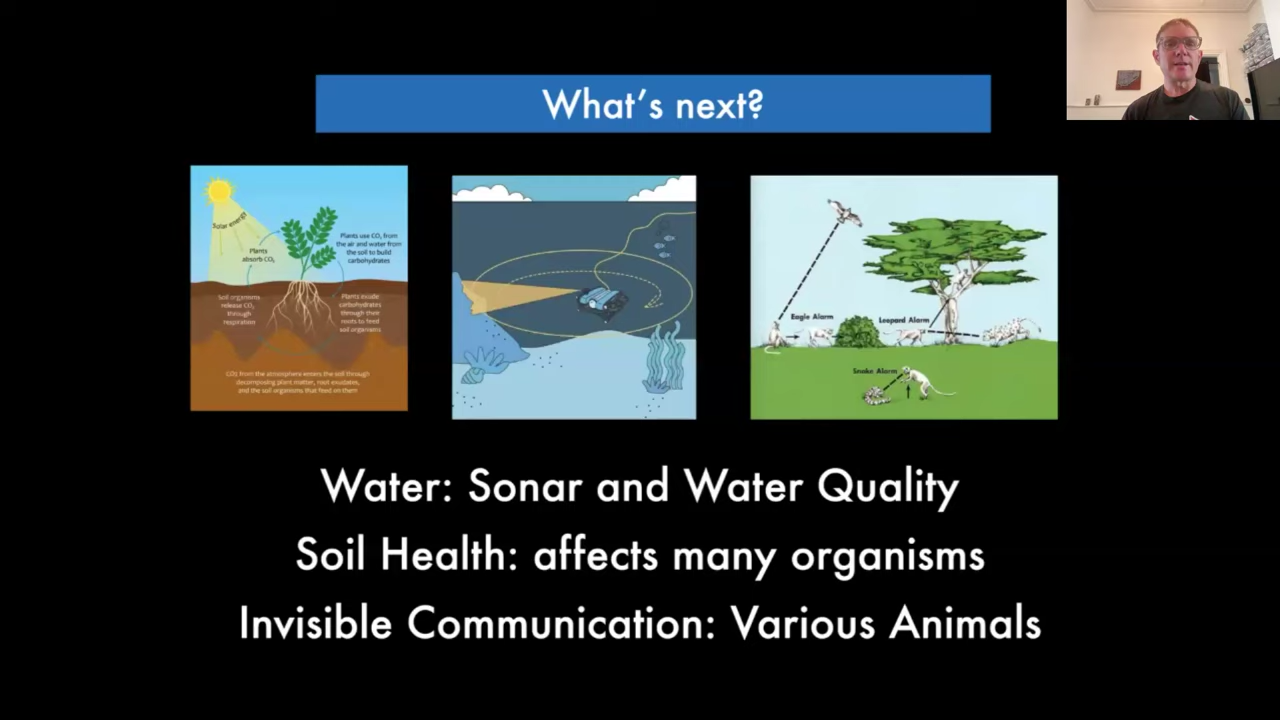 What's next?
Solar energy
Plants
absorb CO₂
Plants use CO₂ from
the air and water from
the soil to build
carbohydrates
Soil organisms
release CO₂
through
respiration
Plants exude
carbohydrates
through their
roots to feed
soil organisms
CO2 from the atmosphere enters the soil through
decomposing plant matter, root exudates,
and the soil organisms that feed on them
Eagle Alarm
Leopard Alarm
Snake Alarm
Water: Sonar and Water Quality
Soil Health: affects many organisms
Invisible Communication: Various Animals